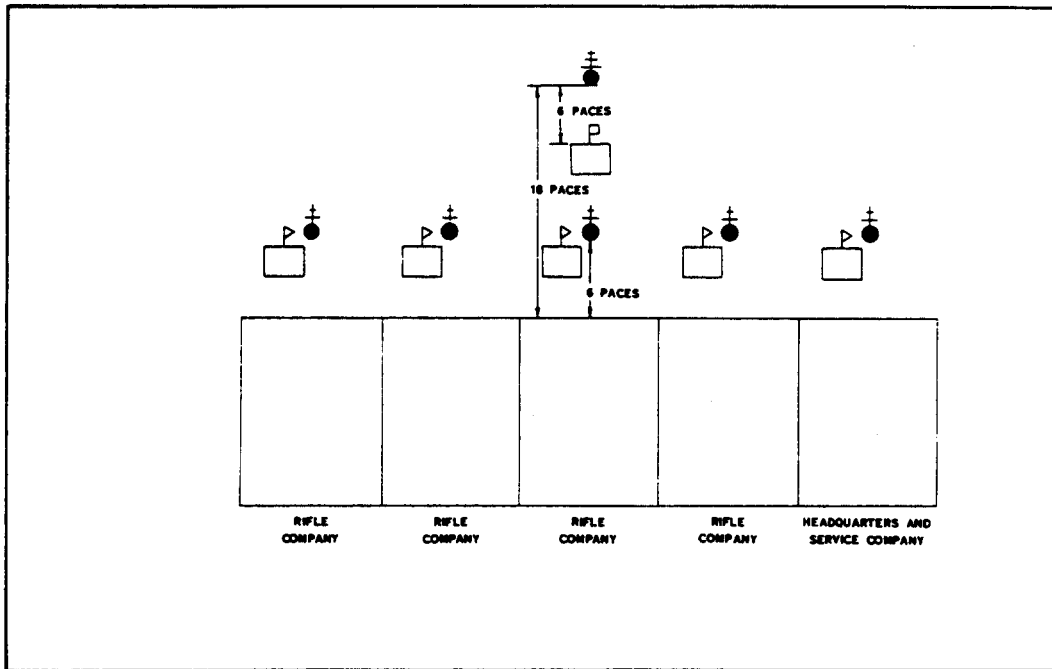 6 PACES
18 PACES
6 PACES
RIFLE
COMPANY
RIFLE
COMPANY
RIFLE
COMPANY
RIFLE
COMPANY
HEADQUARTERS AND
SERVICE COMPANY